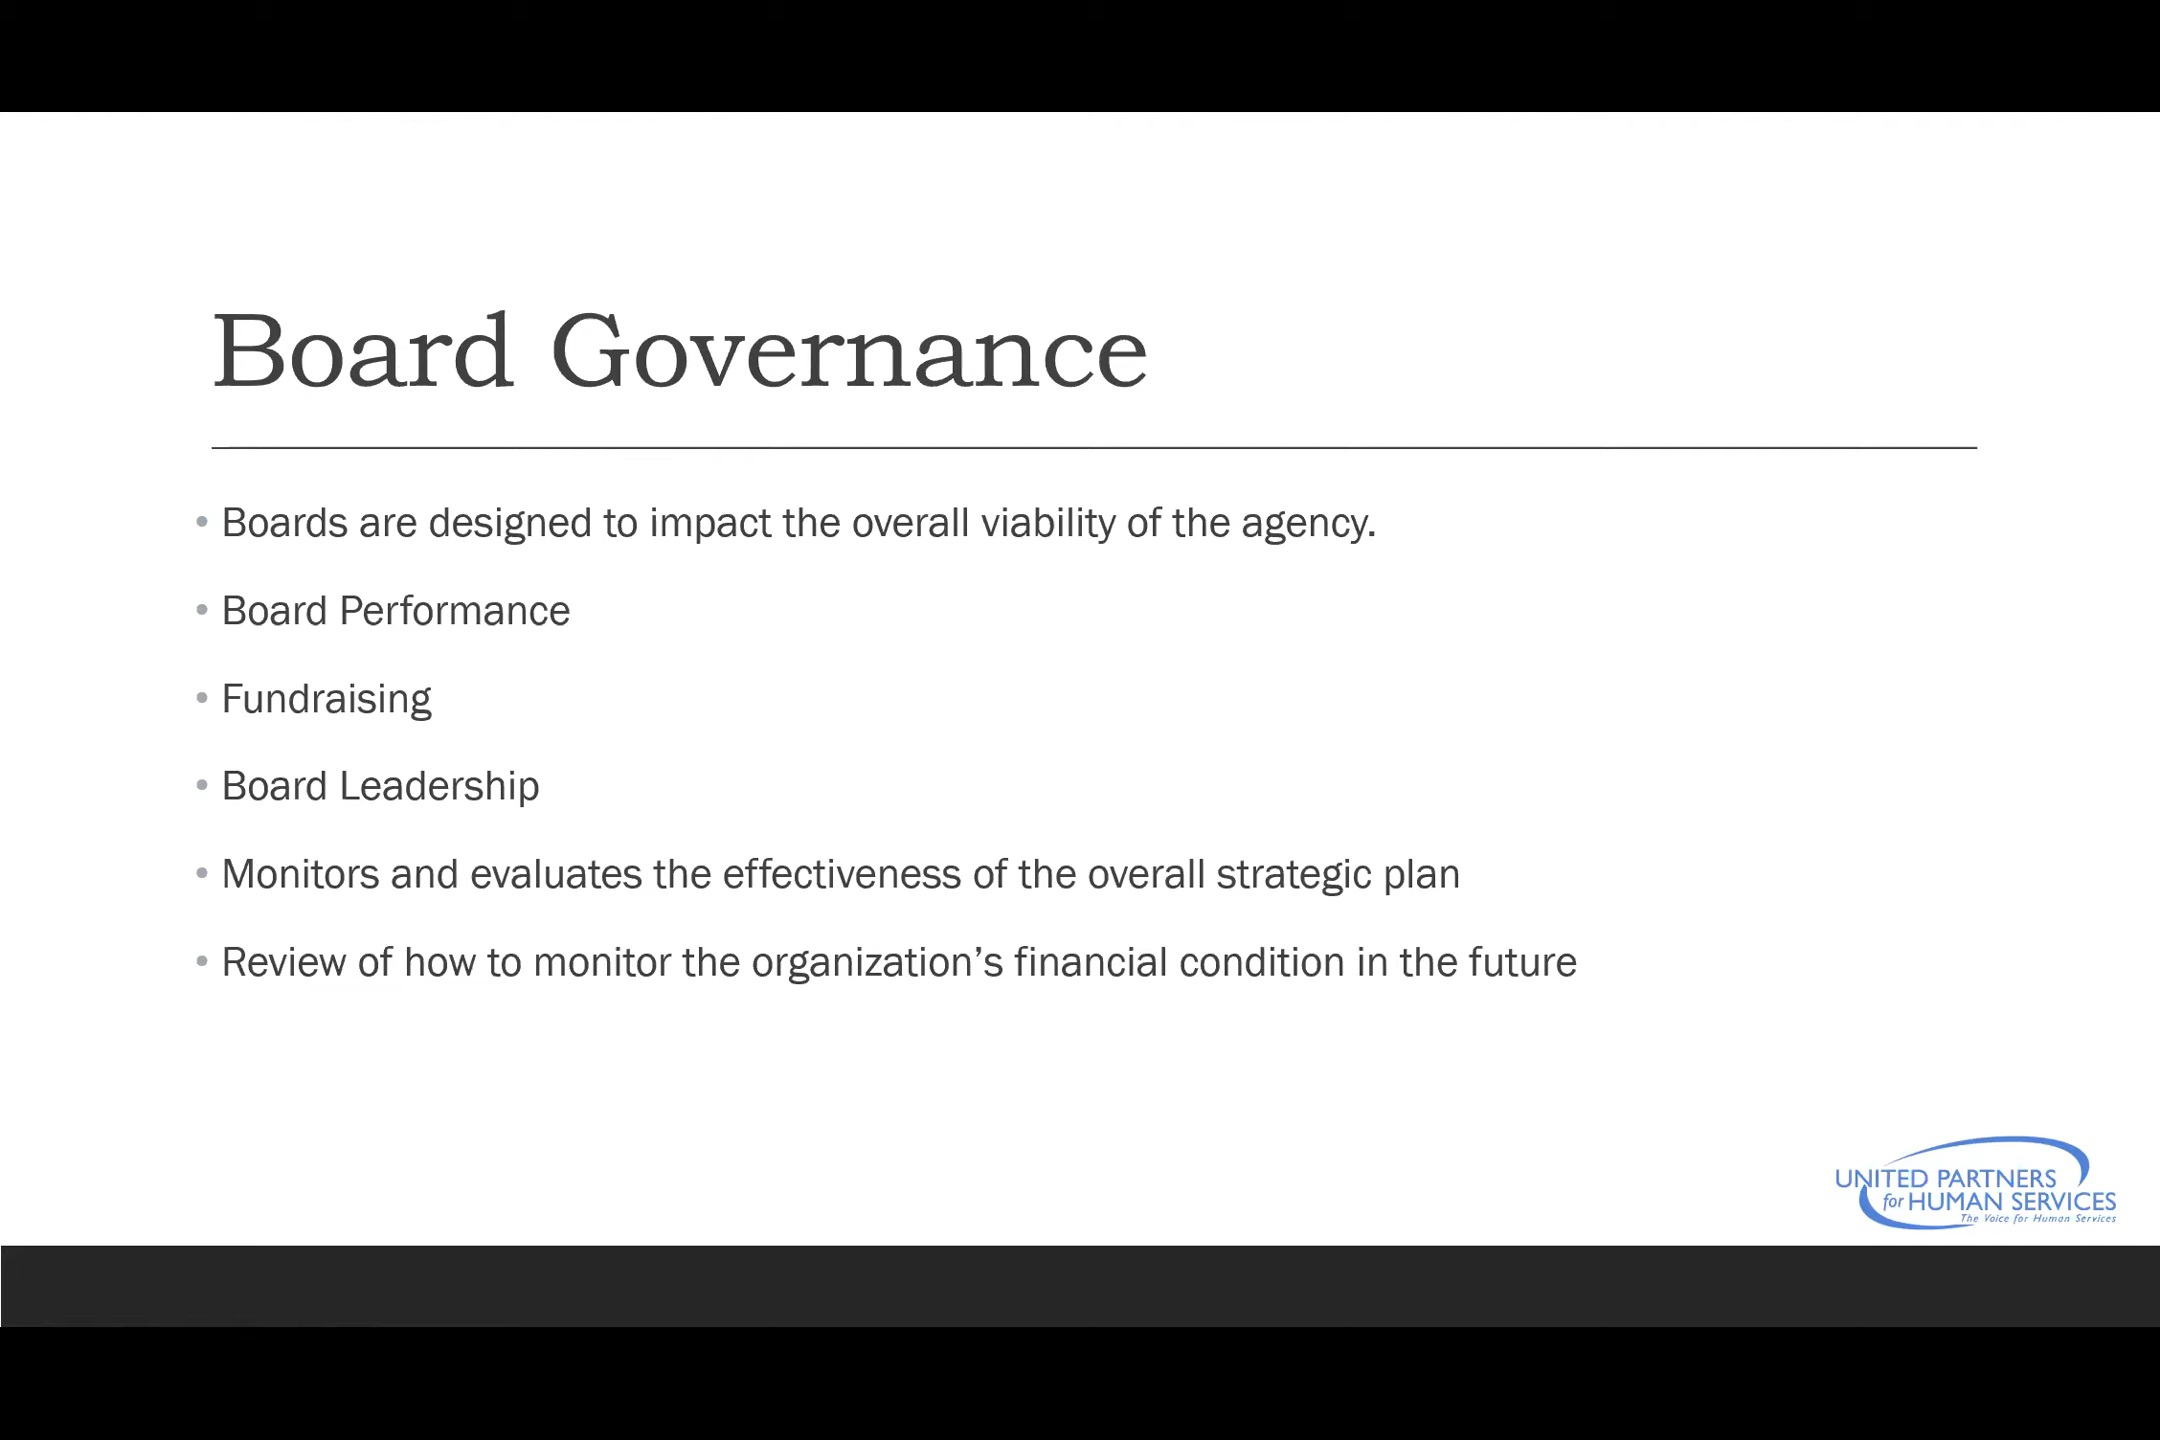 Board Governance
• Boards are designed to impact the overall viability of the agency.
• Board Performance
• Fundraising
• Board Leadership
• Monitors and evaluates the effectiveness of the overall strategic plan
• Review of how to monitor the organization’s financial condition in the future
UNITED PARTNERS
for HUMAN SERVICES
The Voice for Human Services